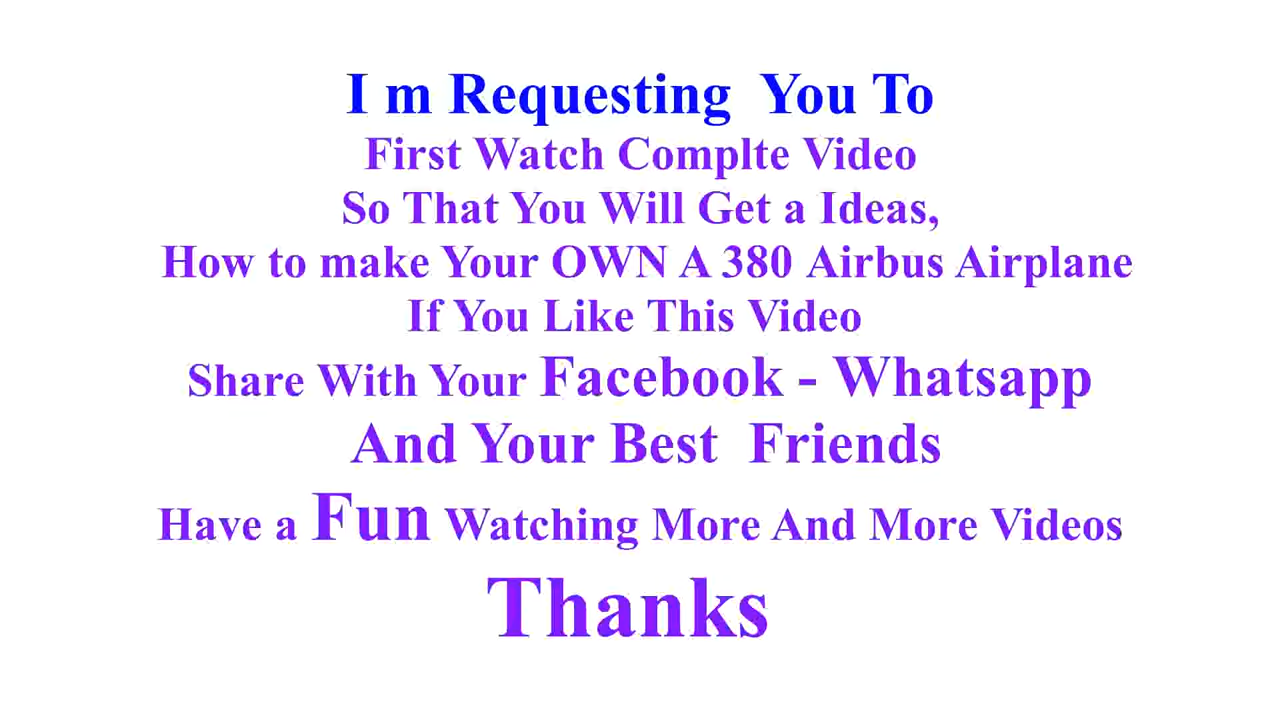 I m Requesting You To
First Watch Complte Video
So That You Will Get a Ideas,
How to make Your OWN A 380 Airbus Airplane
If You Like This Video
Share With Your Facebook - Whatsapp
And Your Best Friends
Have a Fun Watching More And More Videos
Thanks